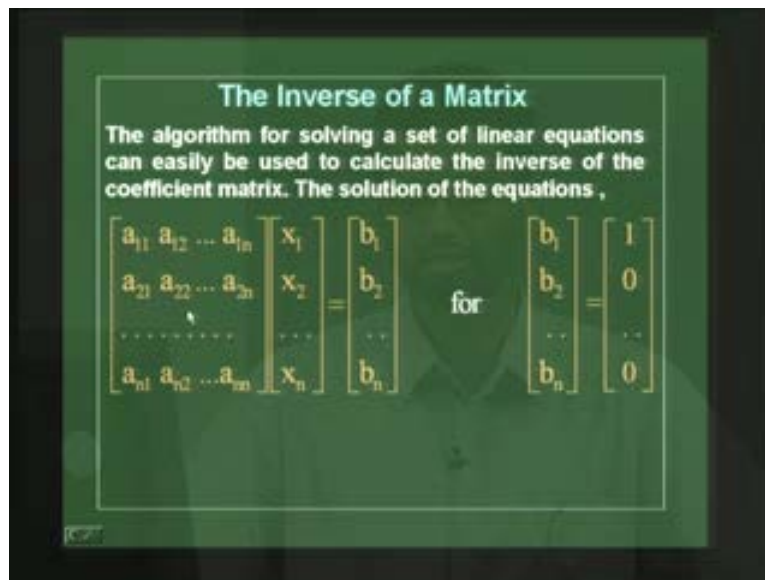 The Inverse of a Matrix
The algorithm for solving a set of linear equations
can easily be used to calculate the inverse of the
coefficient matrix. The solution of the equations ,
a₁₁ a₁₂ ... a₁ₙ x₁ b₁ b₁ 1
a₂₁ a₂₂ ... a₂ₙ x₂ = b₂ for b₂ = 0
......... ... .. .. ..
aₙ₁ aₙ₂ ...aₙₙ xₙ bₙ bₙ 0